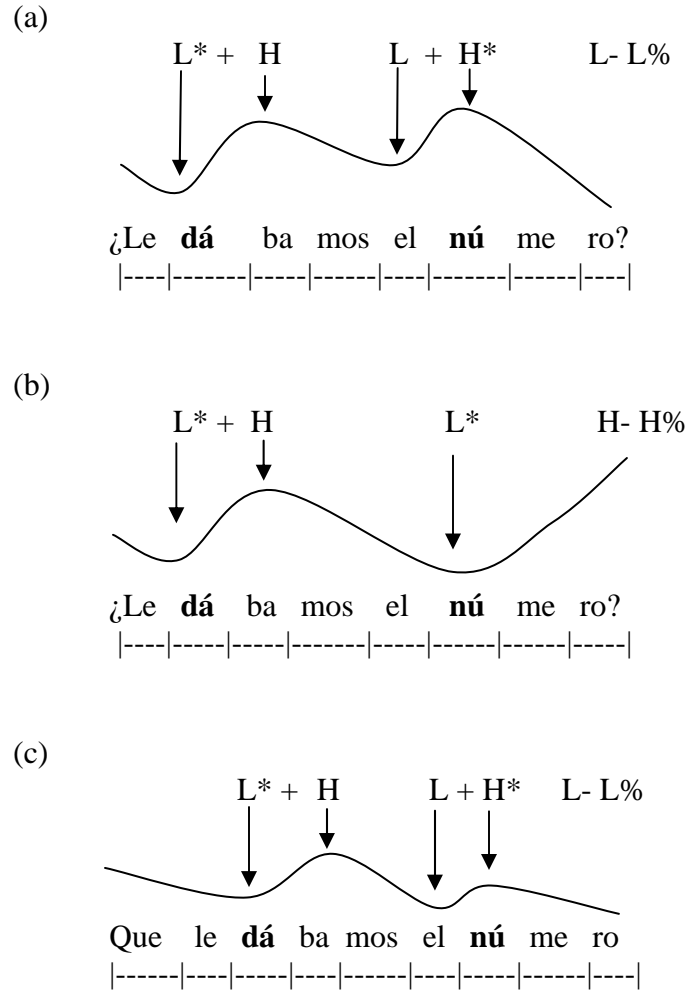 (a)
L* + H L + H* L- L%
¿Le dá ba mos el nú me ro?
|----|-------|-----|------|----|-------|------|----|
(b)
L* + H L* H- H%
¿Le dá ba mos el nú me ro?
|----|-----|-----|-------|-----|------|------|-----|
(c)
L* + H L + H* L- L%
Que le dá ba mos el nú me ro
|------|----|-----|----|------|----|------|------|----|